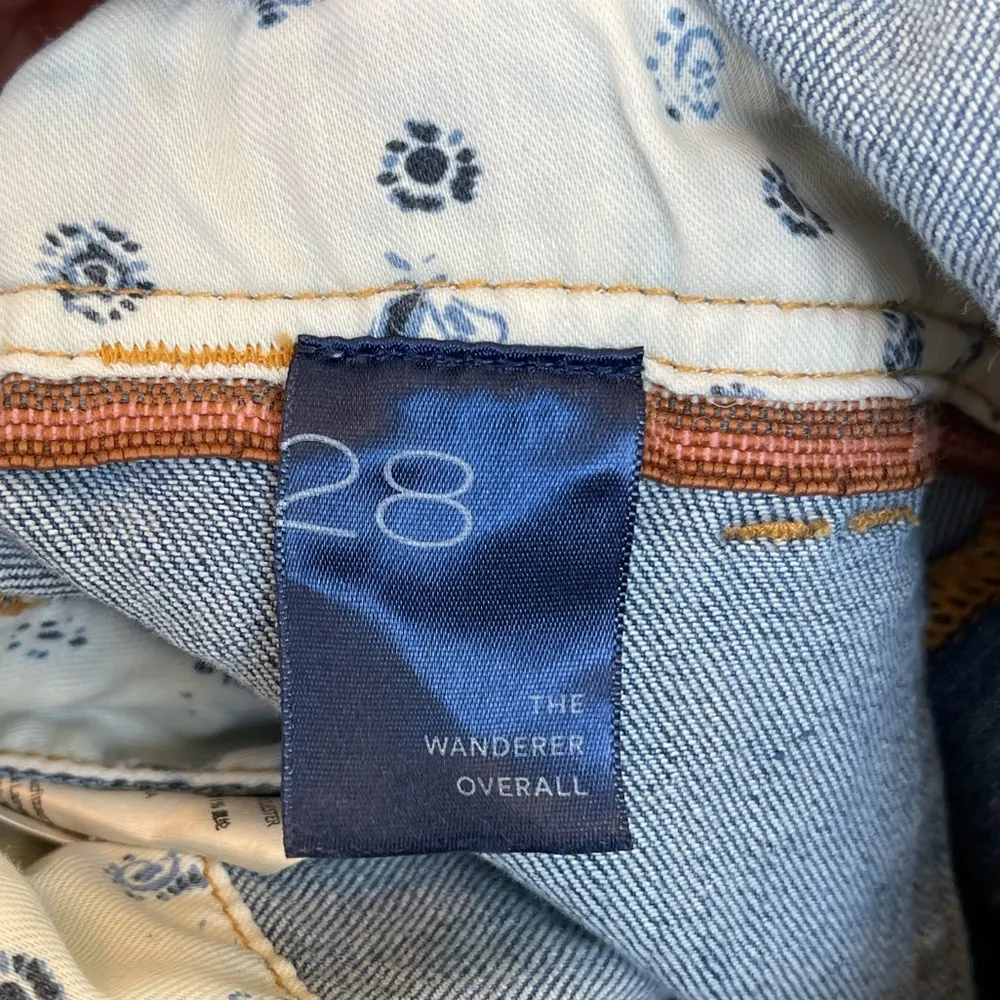 28
THE
WANDERER
OVERALL